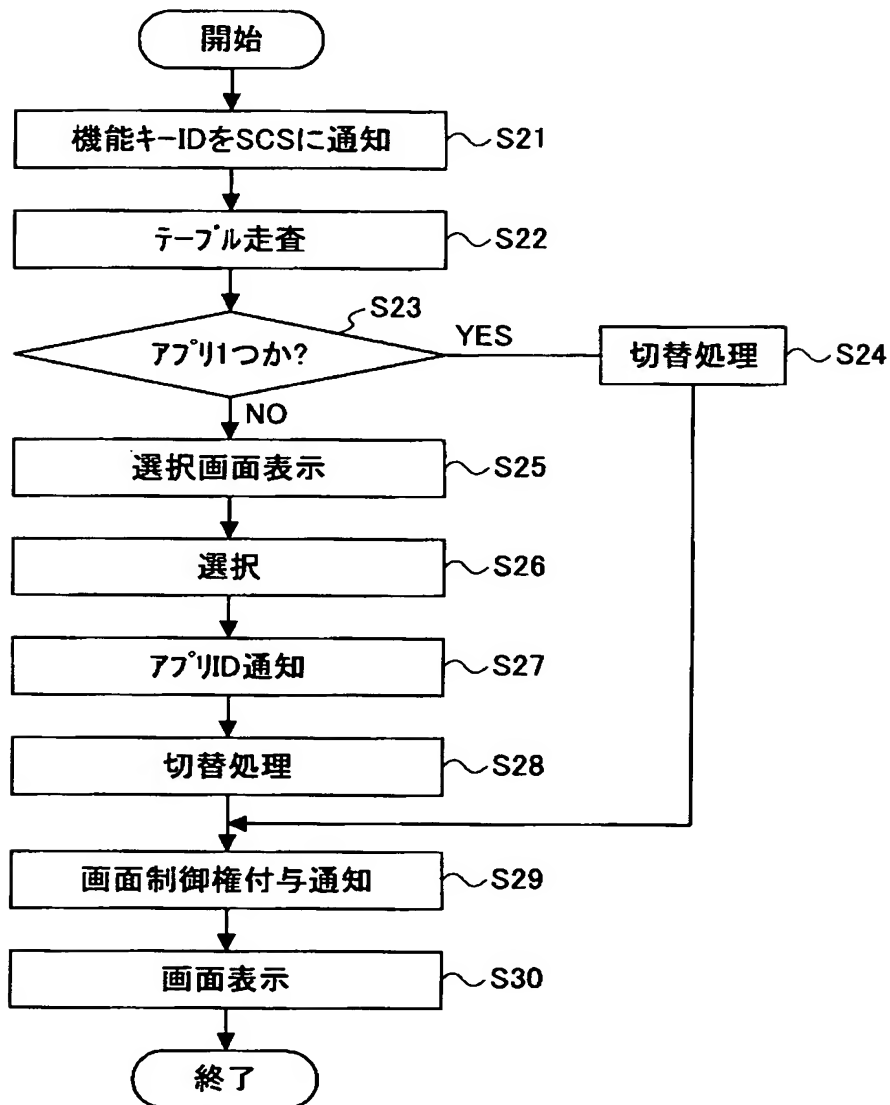 開始
機能キーIDをSCSに通知 S21
テーブル走査 S22
S23
アプリ1つか?
YES
切替処理 S24
NO
選択画面表示 S25
選択 S26
アプリID通知 S27
切替処理 S28
画面制御権付与通知 S29
画面表示 S30
終了